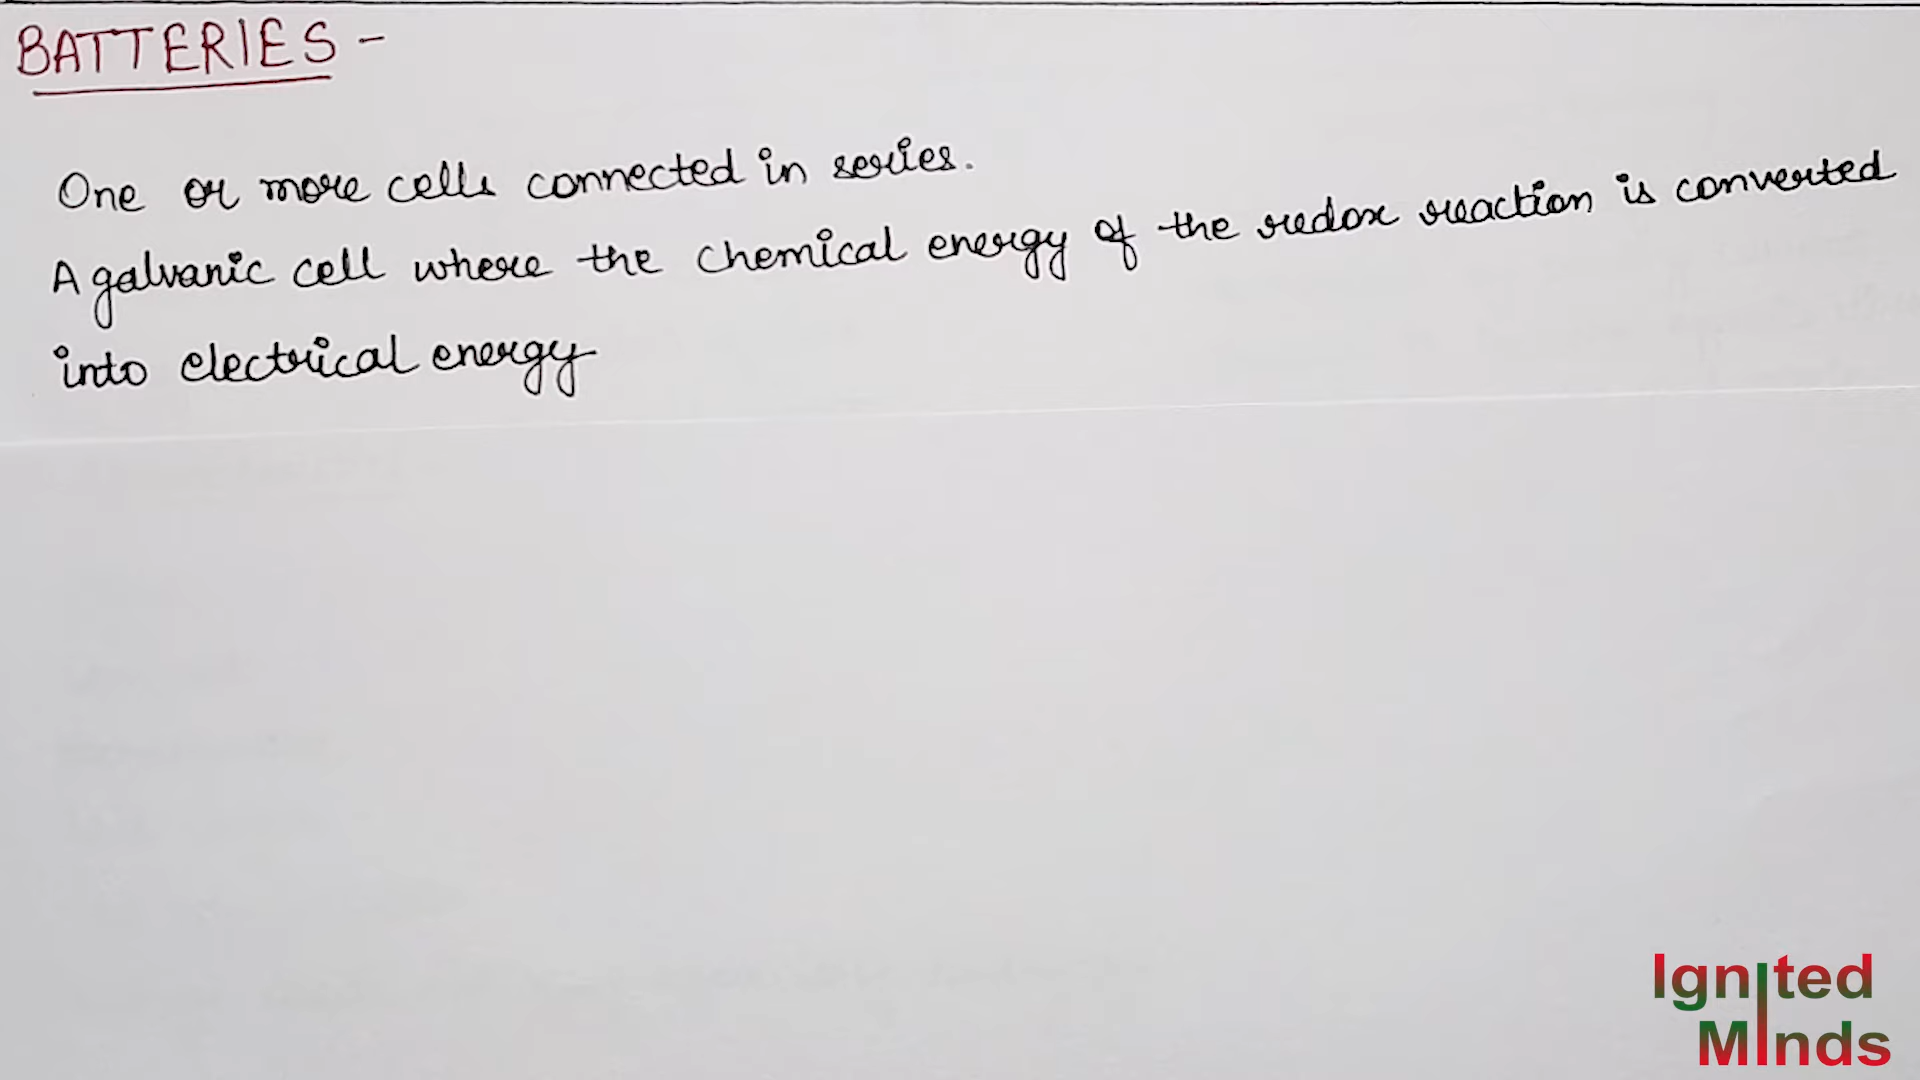 BATTERIES -
One or more cells connected in series.
A galvanic cell where the chemical energy of the redox reaction is converted
into electrical energy
Ignited
Minds